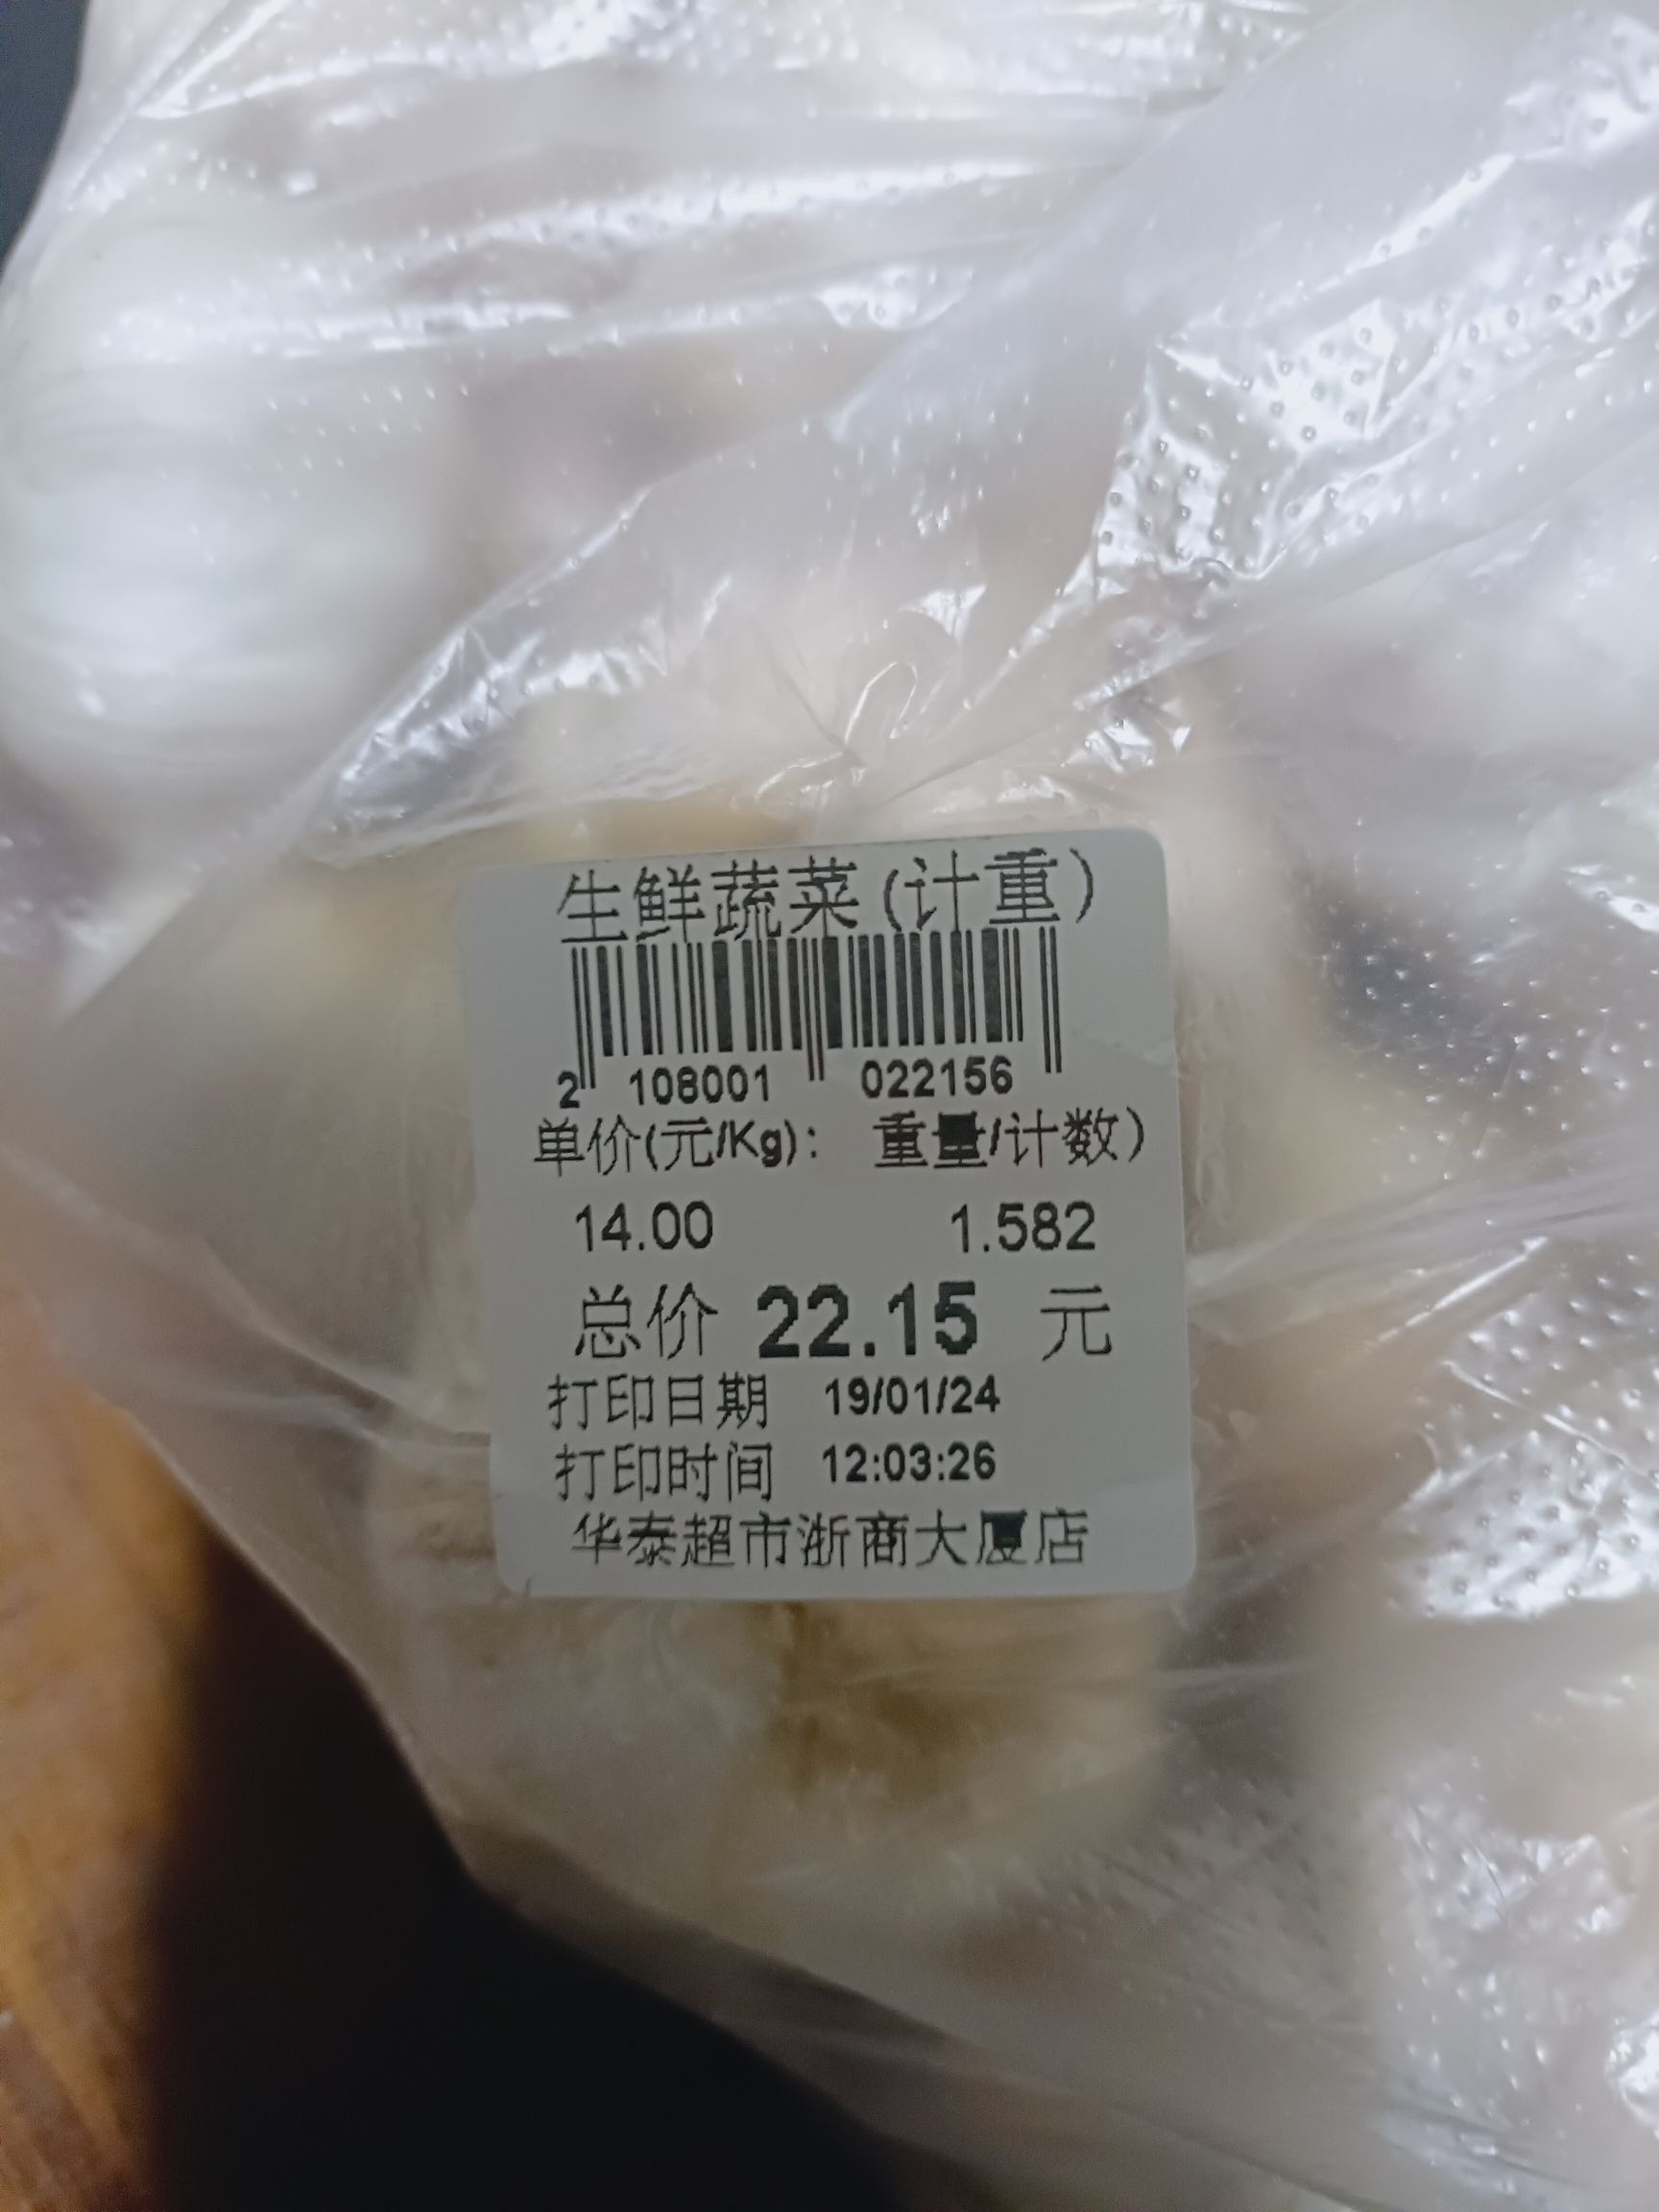 生鲜蔬菜(计重)
2 108001 022156
单价(元/Kg): 重量/计数)
14.00 1.582
总价 22.15 元
打印日期 19/01/24
打印时间 12:03:26
华泰超市浙商大厦店